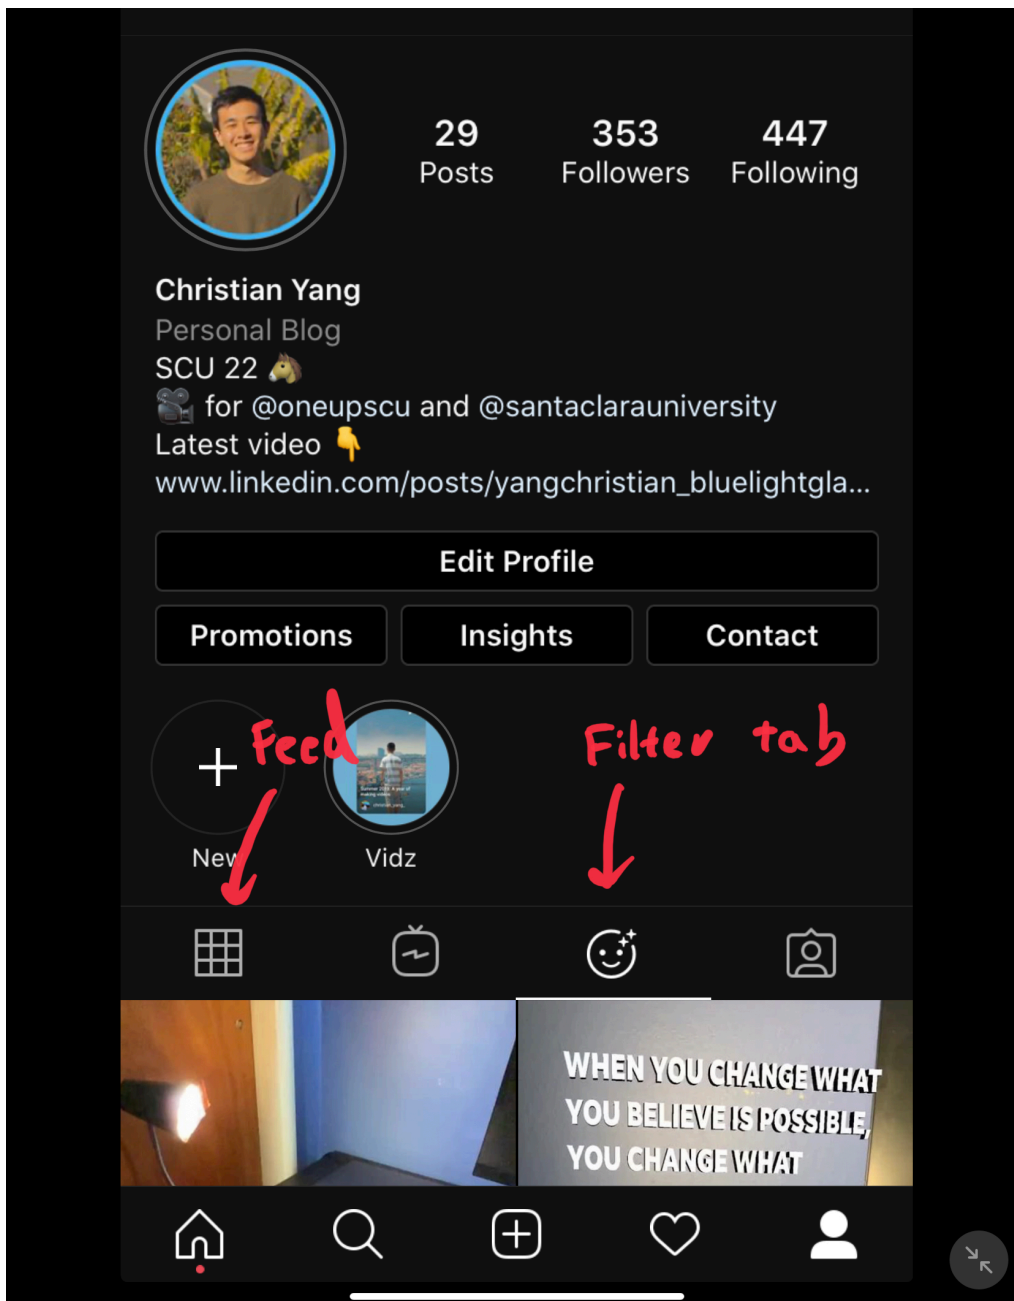 29 353 447
Posts Followers Following
Christian Yang
Personal Blog
SCU 22 🐴
🎥 for @oneupscu and @santaclarauniversity
Latest video 👇
www.linkedin.com/posts/yangchristian_bluelightgla...
Edit Profile
Promotions Insights Contact
Feed Filter tab
New Vidz
WHEN YOU CHANGE WHAT
YOU BELIEVE IS POSSIBLE,
YOU CHANGE WHAT